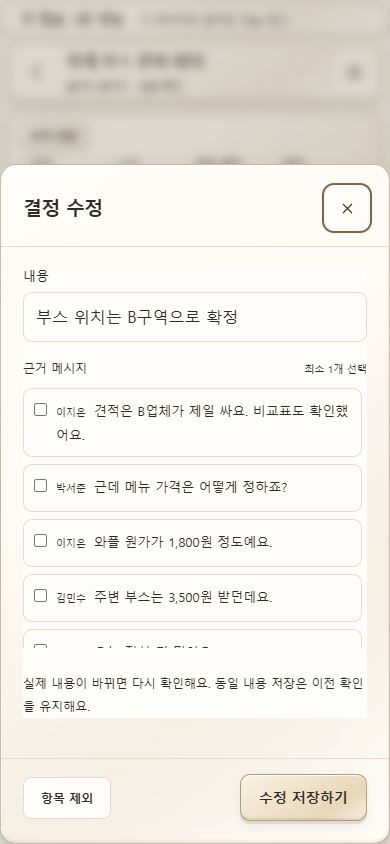 결정 수정
×
내용
부스 위치는 B구역으로 확정
근거 메시지 최소 1개 선택
이지은 견적은 B업체가 제일 싸요. 비교표도 확인했
어요.
박서준 근데 메뉴 가격은 어떻게 정하죠?
이지은 와플 원가가 1,800원 정도예요.
김민수 주변 부스는 3,500원 받던데요.
실제 내용이 바뀌면 다시 확인해요. 동일 내용 저장은 이전 확인
을 유지해요.
항목 제외
수정 저장하기